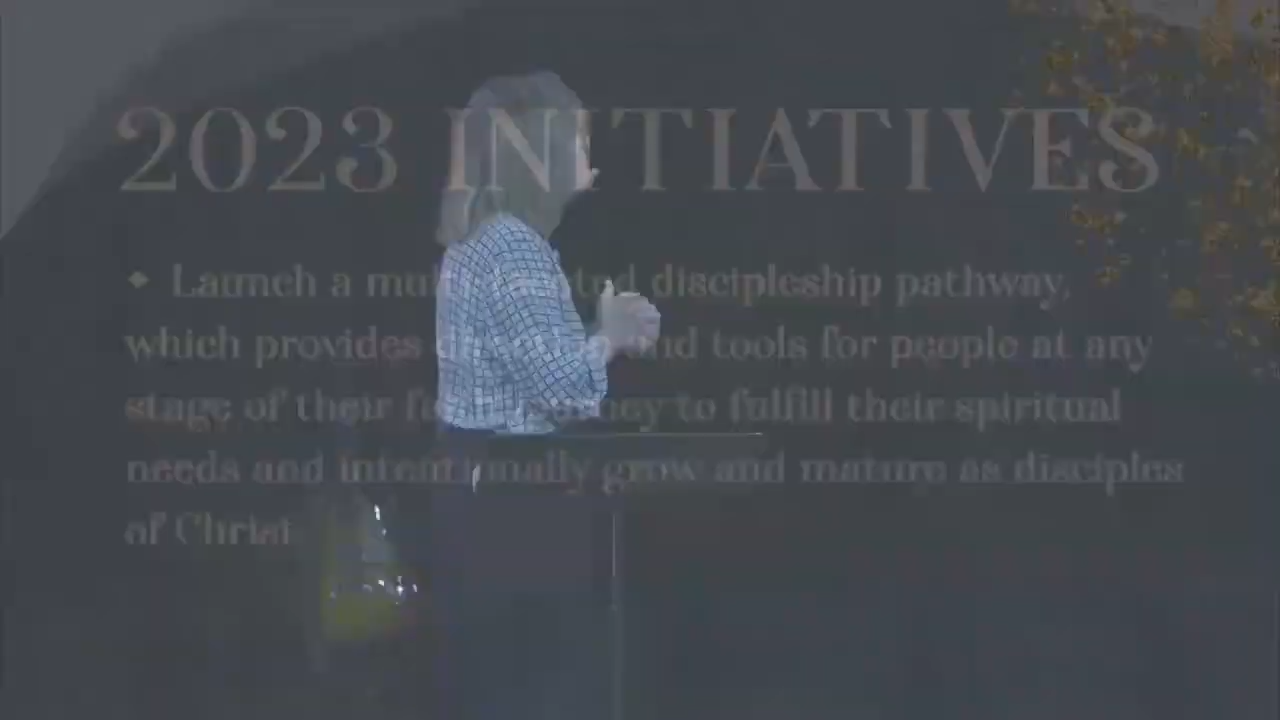 2023 INITIATIVES
◆ Launch a discipleship pathway,
which provides and tools for people at any
stage of their to fulfill their spiritual
needs and intentionally grow and mature as disciples
of Christ